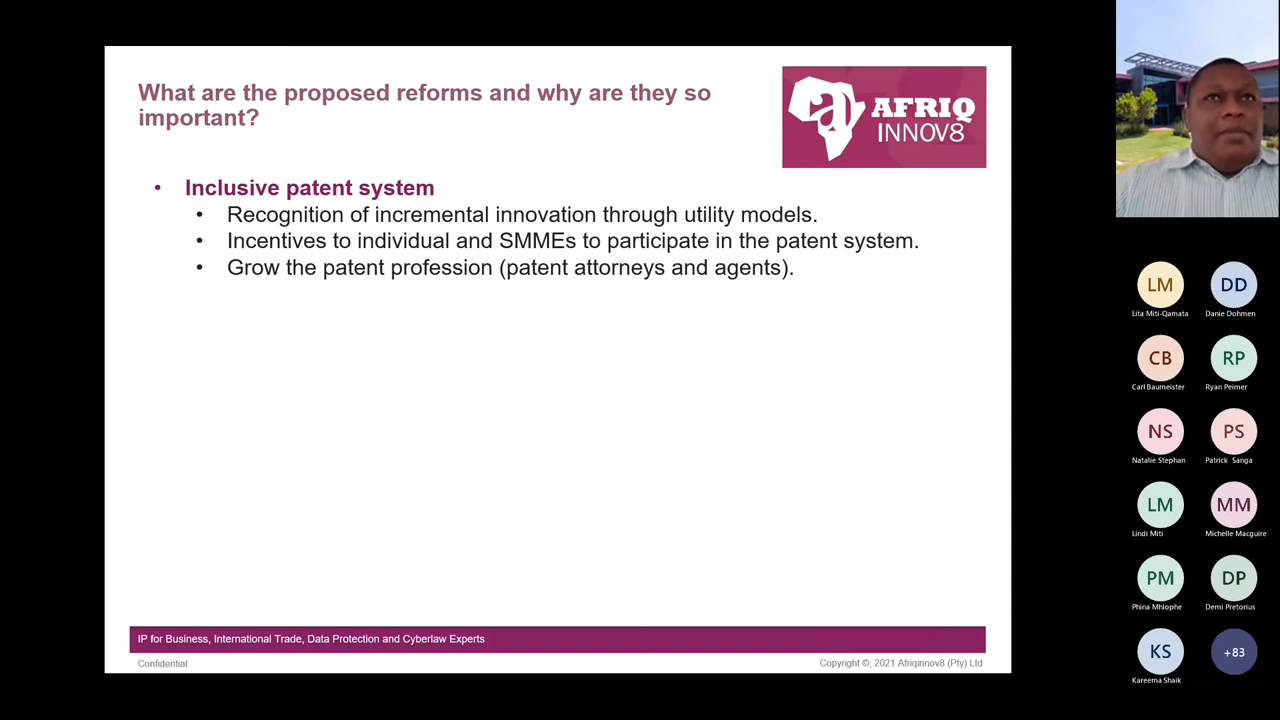 What are the proposed reforms and why are they so
important?
AFRIQ
INNOV8
• Inclusive patent system
• Recognition of incremental innovation through utility models.
• Incentives to individual and SMMEs to participate in the patent system.
• Grow the patent profession (patent attorneys and agents).
IP for Business, International Trade, Data Protection and Cyberlaw Experts
Confidential
Copyright ©, 2021 Afriqinnov8 (Pty) Ltd
LM
Lita Miti-Qamata
DD
Danie Dohmen
CB
Carl Baumeister
RP
Ryan Peimer
NS
Natalie Stephan
PS
Patrick Sanga
LM
Lindi Miti
MM
Michelle Macguire
PM
Phina Mhlophe
DP
Demi Pretorius
KS
Kareema Shaik
+83